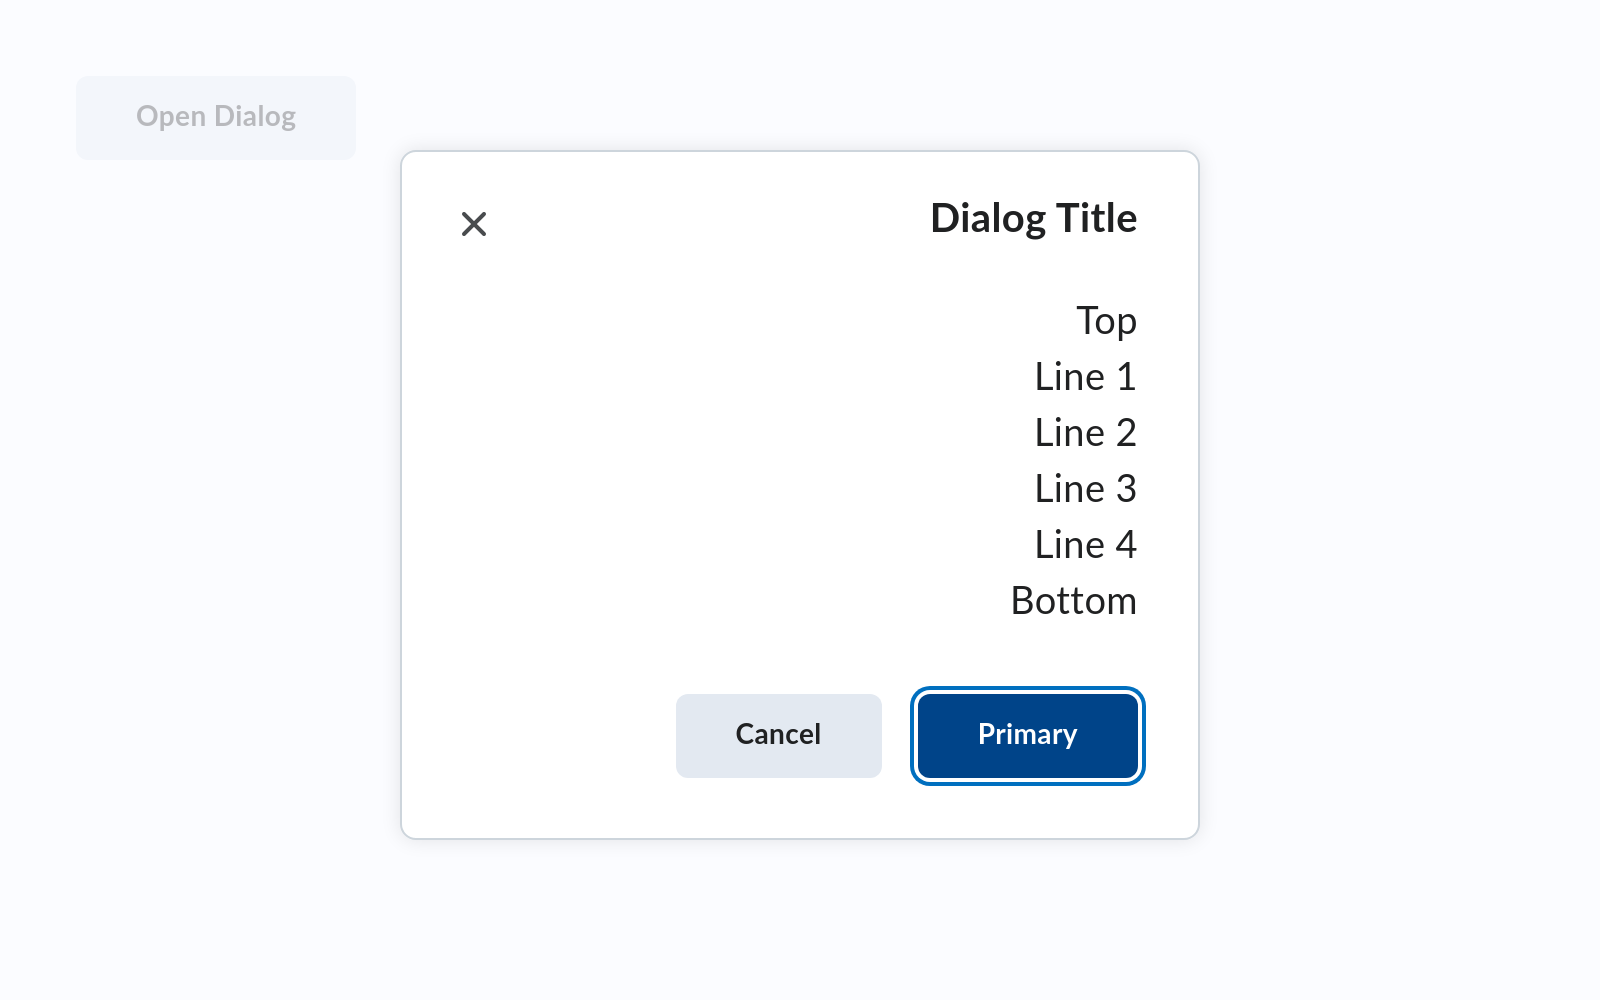 Open Dialog
Dialog Title
Top
Line 1
Line 2
Line 3
Line 4
Bottom
Primary
Cancel